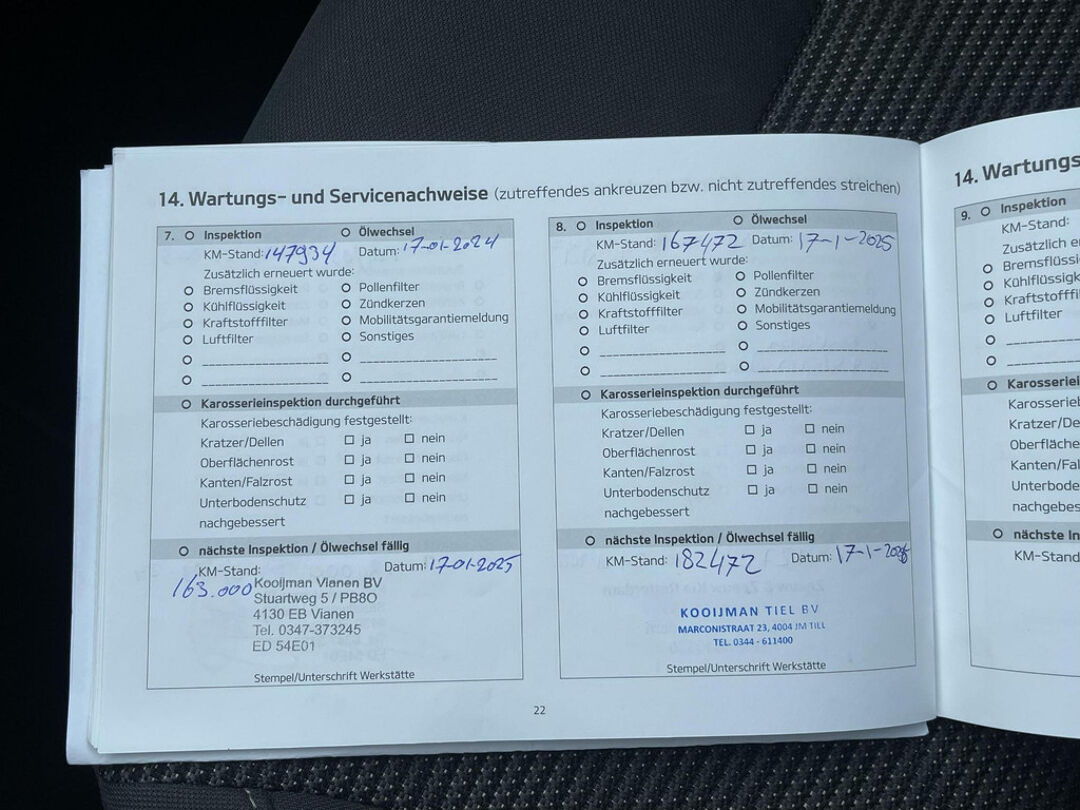 14. Wartungs- und Servicenachweise (zutreffendes ankreuzen bzw. nicht zutreffendes streichen)
7. Inspektion Ölwechsel
KM-Stand: 147934 Datum: 17-01-2024
Zusätzlich erneuert wurde:
Bremsflüssigkeit Pollenfilter
Kühlflüssigkeit Zündkerzen
Kraftstofffilter Mobilitätsgarantiemeldung
Luftfilter Sonstiges
Karosserieinspektion durchgeführt
Karosseriebeschädigung festgestellt:
Kratzer/Dellen ja nein
Oberflächenrost ja nein
Kanten/Falzrost ja nein
Unterbodenschutz ja nein
nachgebessert
nächste Inspektion / Ölwechsel fällig
KM-Stand: Datum: 17-01-2025
163.000
Kooijman Vianen BV
Stuartweg 5 / PB8O
4130 EB Vianen
Tel. 0347-373245
ED 54E01
Stempel/Unterschrift Werkstätte
8. Inspektion Ölwechsel
KM-Stand: 167472 Datum: 17-1-2025
Zusätzlich erneuert wurde:
Bremsflüssigkeit Pollenfilter
Kühlflüssigkeit Zündkerzen
Kraftstofffilter Mobilitätsgarantiemeldung
Luftfilter Sonstiges
Karosserieinspektion durchgeführt
Karosseriebeschädigung festgestellt:
Kratzer/Dellen ja nein
Oberflächenrost ja nein
Kanten/Falzrost ja nein
Unterbodenschutz ja nein
nachgebessert
nächste Inspektion / Ölwechsel fällig
KM-Stand: 182472 Datum: 17-1-2026
KOOIJMAN TIEL BV
MARCONISTRAAT 23, 4004 JM TIEL
TEL. 0344 - 611400
Stempel/Unterschrift Werkstätte
22
14. Wartungs
9. Inspektion
KM-Stand:
Zusätzlich er
Bremsflüssi
Kühlflüssigk
Kraftstofffi
Luftfilter
Karosseriei
Karosserie
Kratzer/De
Oberfläche
Kanten/Fal
Unterbode
nachgebes
nächste In
KM-Stand